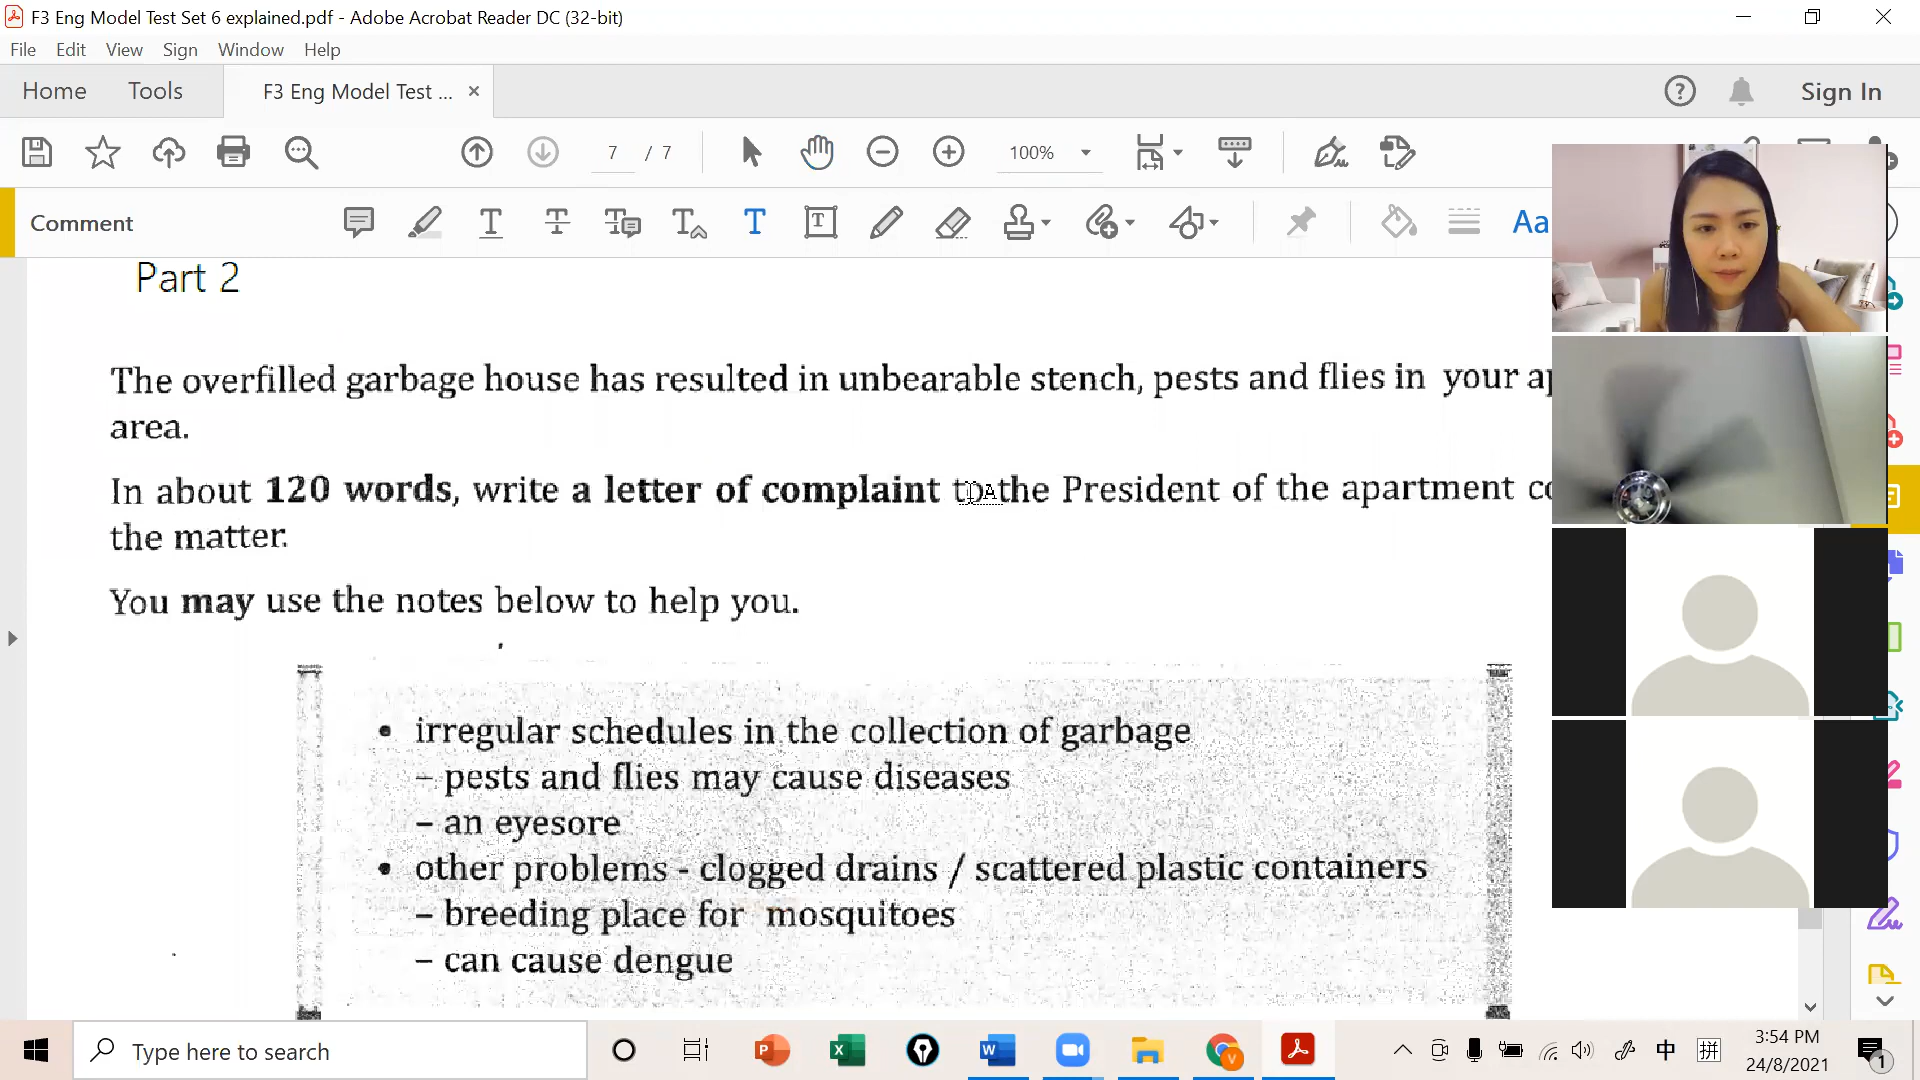 F3 Eng Model Test Set 6 explained.pdf - Adobe Acrobat Reader DC (32-bit)
File Edit View Sign Window Help
Home Tools F3 Eng Model Test ... Sign In
7 / 7 100%
Comment Aa
Part 2
The overfilled garbage house has resulted in unbearable stench, pests and flies in your
area.
In about 120 words, write a letter of complaint the President of the apartment
the matter.
You may use the notes below to help you.
• irregular schedules in the collection of garbage
– pests and flies may cause diseases
– an eyesore
• other problems - clogged drains / scattered plastic containers
– breeding place for mosquitoes
– can cause dengue
Type here to search
中 拼 3:54 PM
24/8/2021 1